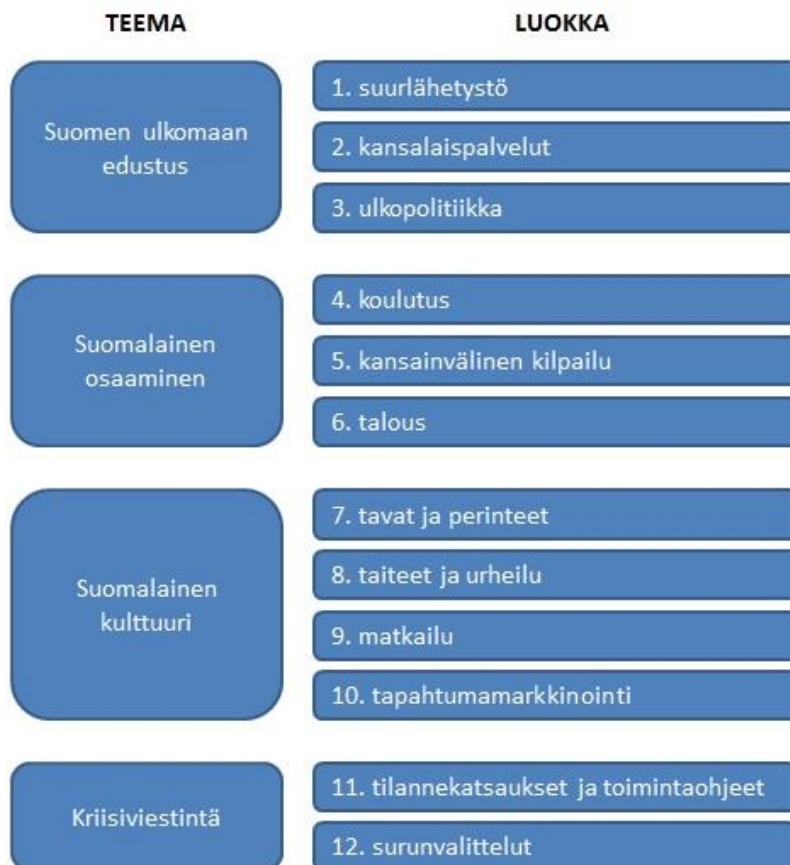 TEEMA
LUOKKA
Suomen ulkomaan
edustus
1. suurlähetystö
2. kansalaispalvelut
3. ulkopolitiikka
Suomalainen
osaaminen
4. koulutus
5. kansainvälinen kilpailu
6. talous
Suomalainen
kulttuuri
7. tavat ja perinteet
8. taiteet ja urheilu
9. matkailu
10. tapahtumamarkkinointi
Kriisiviestintä
11. tilannekatsaukset ja toimintaohjeet
12. surunvalittelut